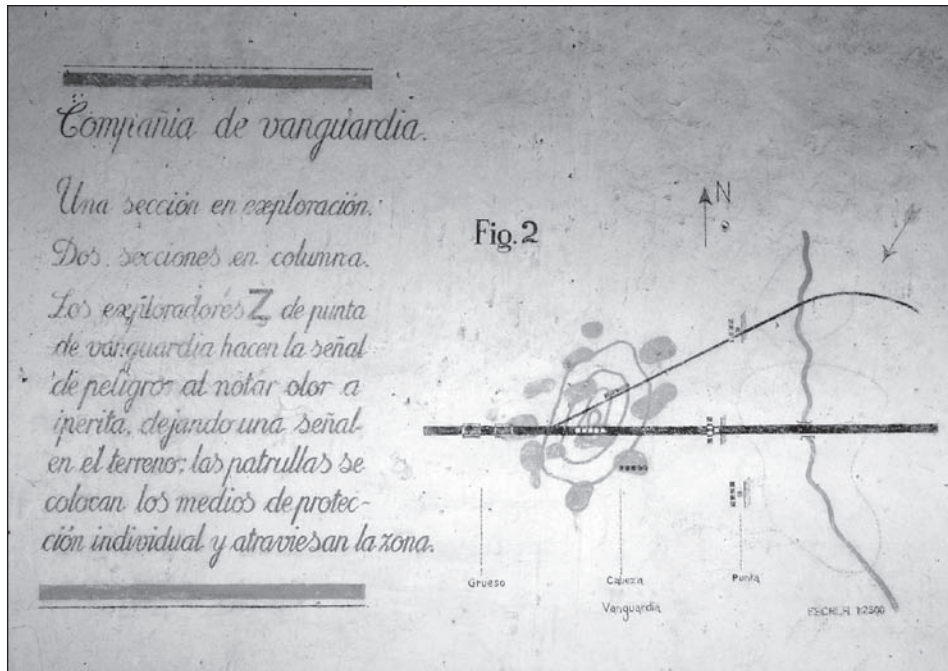 Compañia de vanguardia.
Una sección en exploración.
Dos secciones en columna.
Los exploradores Z de punta
de vanguardia hacen la señal
de peligro al notar olor a
iperita, dejando una señal
en el terreno; las patrullas se
colocan los medios de protec-
ción individual y atraviesan la zona.
Fig. 2
N
Grueso
Cabeza
Punta
Vanguardia
1:2500